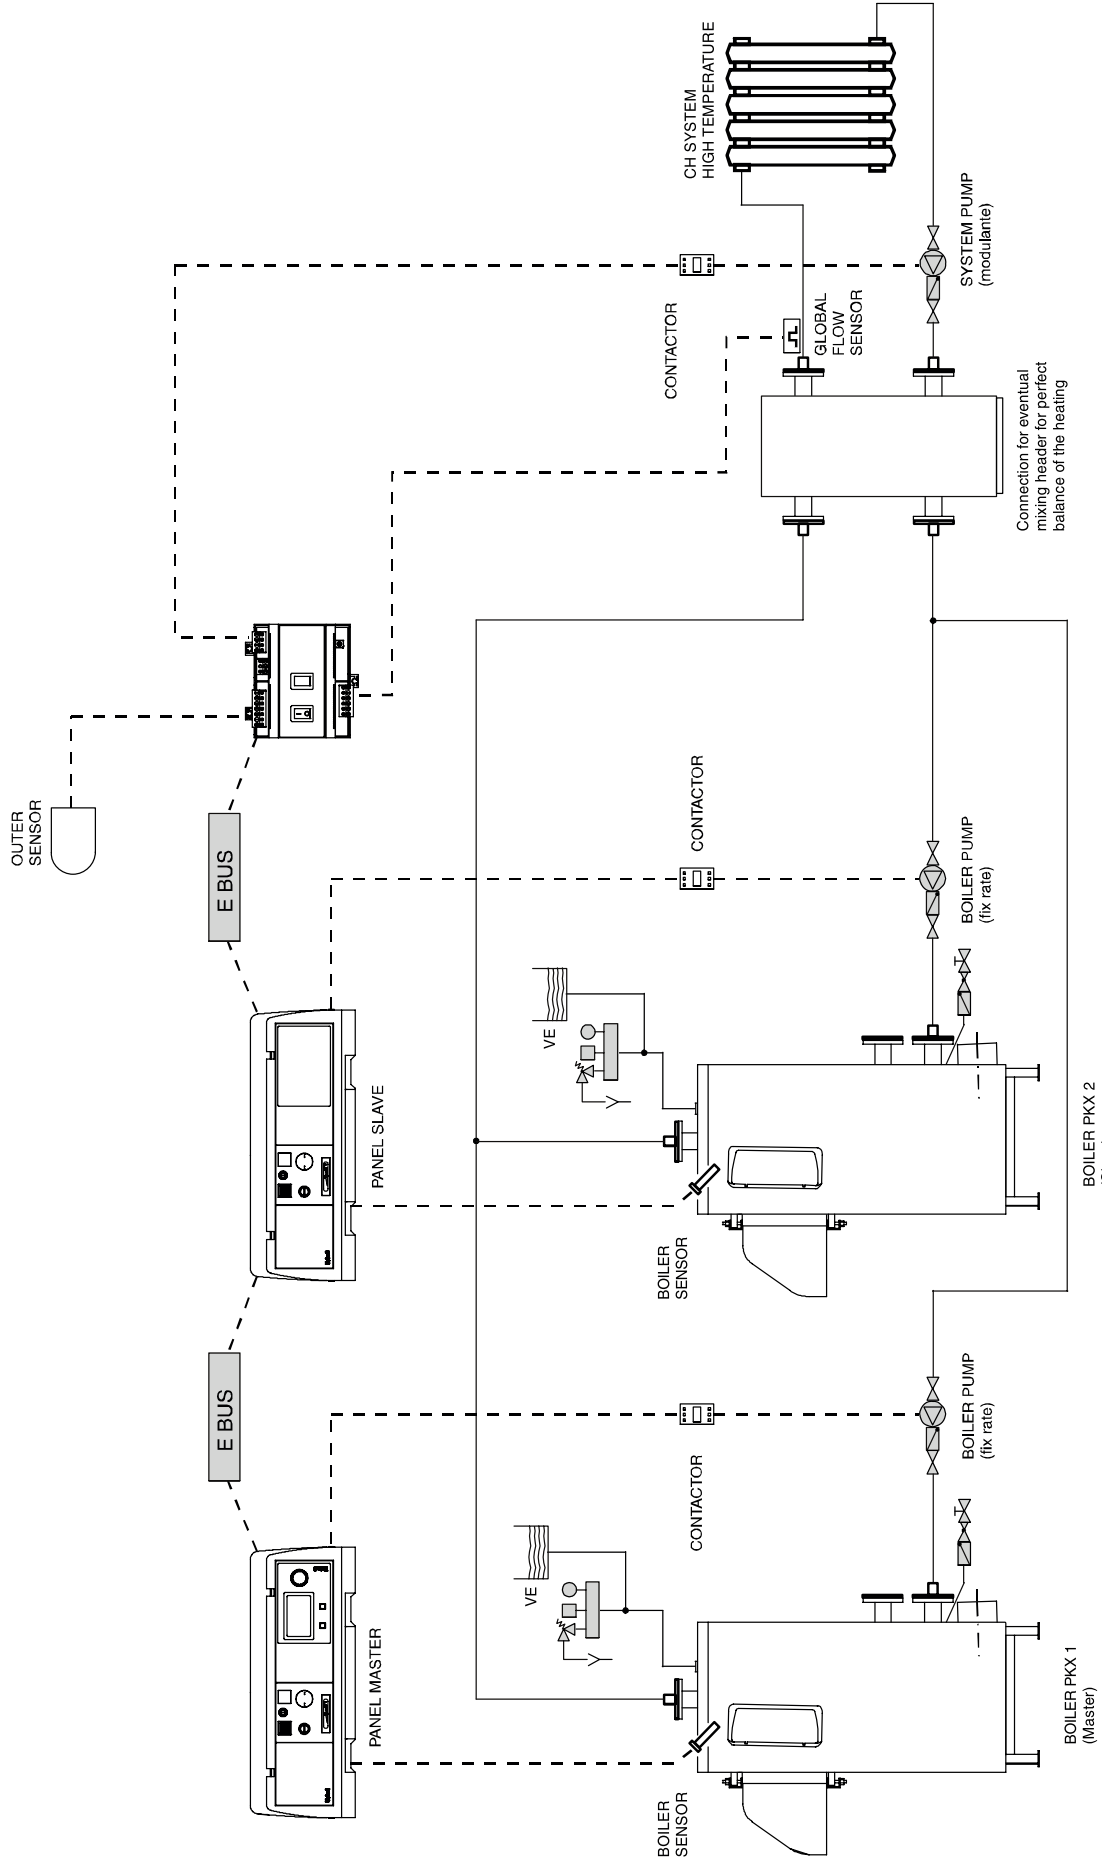 OUTER
SENSOR
E BUS
E BUS
PANEL MASTER
PANEL SLAVE
VE
VE
BOILER
SENSOR
BOILER
SENSOR
CONTACTOR
CONTACTOR
CONTACTOR
CH SYSTEM
HIGH TEMPERATURE
GLOBAL
FLOW
SENSOR
BOILER PUMP
(fix rate)
BOILER PUMP
(fix rate)
SYSTEM PUMP
(modulante)
Connection for eventual
mixing header for perfect
balance of the heating
BOILER PKX 1
(Master)
BOILER PKX 2